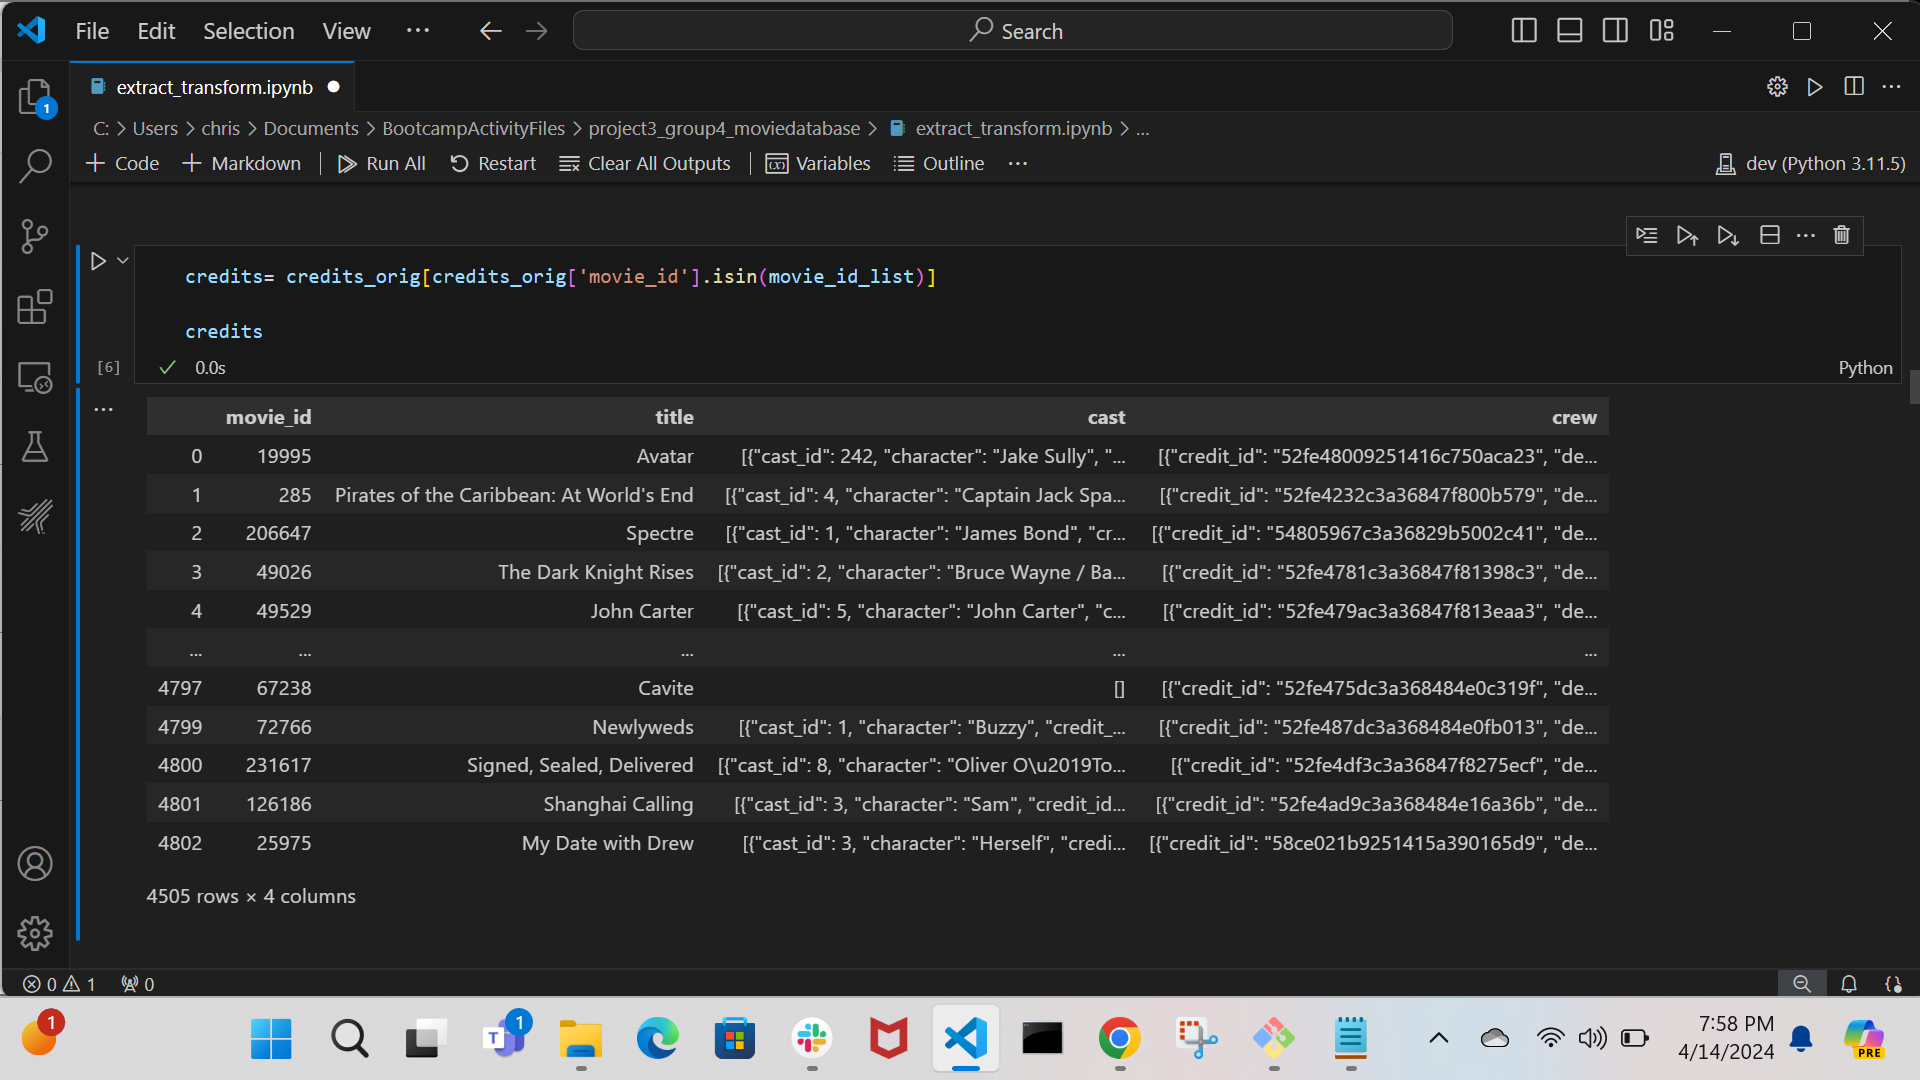 File Edit Selection View ··· Search
1
extract_transform.ipynb
C: > Users > chris > Documents > BootcampActivityFiles > project3_group4_moviedatabase > extract_transform.ipynb > ...
+ Code + Markdown Run All Restart Clear All Outputs Variables Outline ··· dev (Python 3.11.5)
credits= credits_orig[credits_orig['movie_id'].isin(movie_id_list)]
credits
[6] 0.0s Python
movie_id title cast crew
0 19995 Avatar [{"cast_id": 242, "character": "Jake Sully", "... [{"credit_id": "52fe48009251416c750aca23", "de...
1 285 Pirates of the Caribbean: At World's End [{"cast_id": 4, "character": "Captain Jack Spa... [{"credit_id": "52fe4232c3a36847f800b579", "de...
2 206647 Spectre [{"cast_id": 1, "character": "James Bond", "cr... [{"credit_id": "54805967c3a36829b5002c41", "de...
3 49026 The Dark Knight Rises [{"cast_id": 2, "character": "Bruce Wayne / Ba... [{"credit_id": "52fe4781c3a36847f81398c3", "de...
4 49529 John Carter [{"cast_id": 5, "character": "John Carter", "c... [{"credit_id": "52fe479ac3a36847f813eaa3", "de...
... ... ... ... ...
4797 67238 Cavite [] [{"credit_id": "52fe475dc3a368484e0c319f", "de...
4799 72766 Newlyweds [{"cast_id": 1, "character": "Buzzy", "credit_... [{"credit_id": "52fe487dc3a368484e0fb013", "de...
4800 231617 Signed, Sealed, Delivered [{"cast_id": 8, "character": "Oliver O\u2019To... [{"credit_id": "52fe4df3c3a36847f8275ecf", "de...
4801 126186 Shanghai Calling [{"cast_id": 3, "character": "Sam", "credit_id... [{"credit_id": "52fe4ad9c3a368484e16a36b", "de...
4802 25975 My Date with Drew [{"cast_id": 3, "character": "Herself", "credi... [{"credit_id": "58ce021b9251415a390165d9", "de...
4505 rows × 4 columns
0 1 0
1 T 1 7:58 PM
4/14/2024
PRE